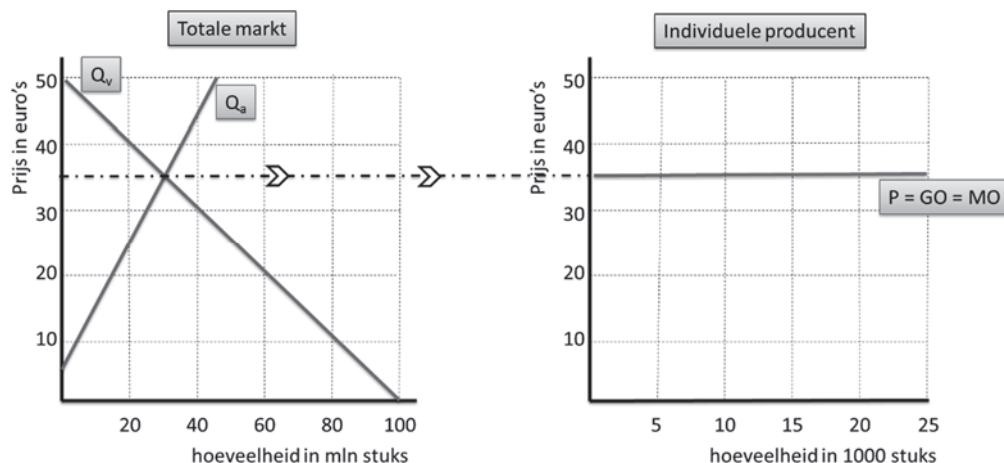 Totale markt
Prijs in euro's
50
40
30
20
10
Qv
Qa
20 40 60 80 100
hoeveelheid in mln stuks
Individuele producent
Prijs in euro's
50
40
30
20
10
P = GO = MO
5 10 15 20 25
hoeveelheid in 1000 stuks